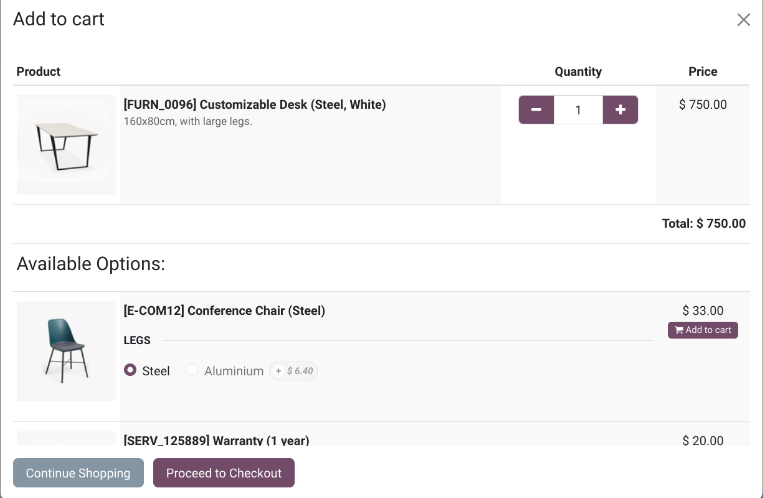 Add to cart
Product Quantity Price
[FURN_0096] Customizable Desk (Steel, White)
160x80cm, with large legs.
1
$ 750.00
Total: $ 750.00
Available Options:
[E-COM12] Conference Chair (Steel)
$ 33.00
Add to cart
LEGS
Steel Aluminium + $ 6.40
[SERV_125889] Warranty (1 year)
$ 20.00
Continue Shopping Proceed to Checkout